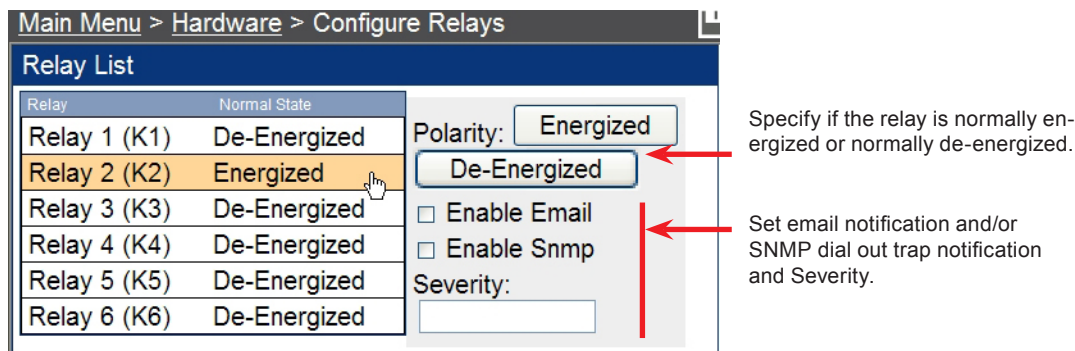 Main Menu > Hardware > Configure Relays
Relay List
Relay Normal State
Relay 1 (K1) De-Energized
Relay 2 (K2) Energized
Relay 3 (K3) De-Energized
Relay 4 (K4) De-Energized
Relay 5 (K5) De-Energized
Relay 6 (K6) De-Energized
Polarity: Energized
De-Energized
Enable Email
Enable Snmp
Severity:
Specify if the relay is normally en-
ergized or normally de-energized.
Set email notification and/or
SNMP dial out trap notification
and Severity.